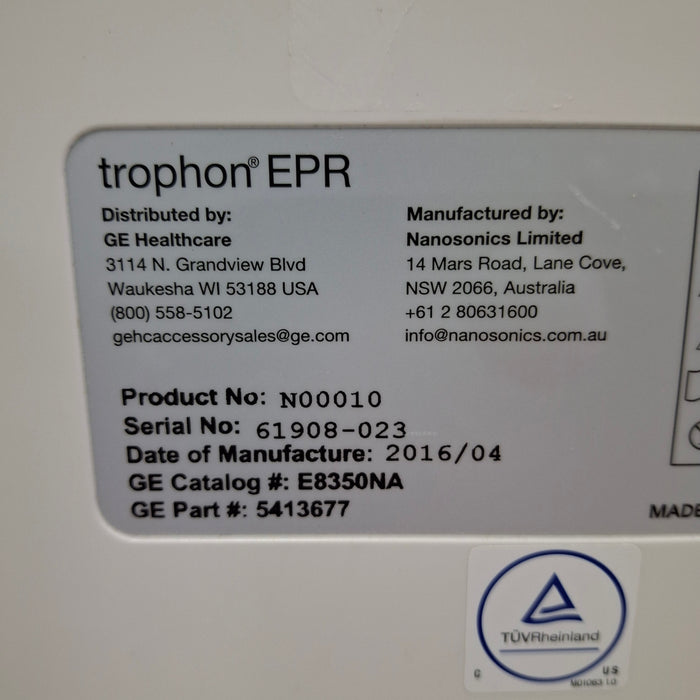 trophon® EPR
Distributed by:
GE Healthcare
3114 N. Grandview Blvd
Waukesha WI 53188 USA
(800) 558-5102
gehcaccessorysales@ge.com
Manufactured by:
Nanosonics Limited
14 Mars Road, Lane Cove,
NSW 2066, Australia
+61 2 80631600
info@nanosonics.com.au
Product No: N00010
Serial No: 61908-023
Date of Manufacture: 2016/04
GE Catalog #: E8350NA
GE Part #: 5413677
MADE
TÜVRheinland
C US